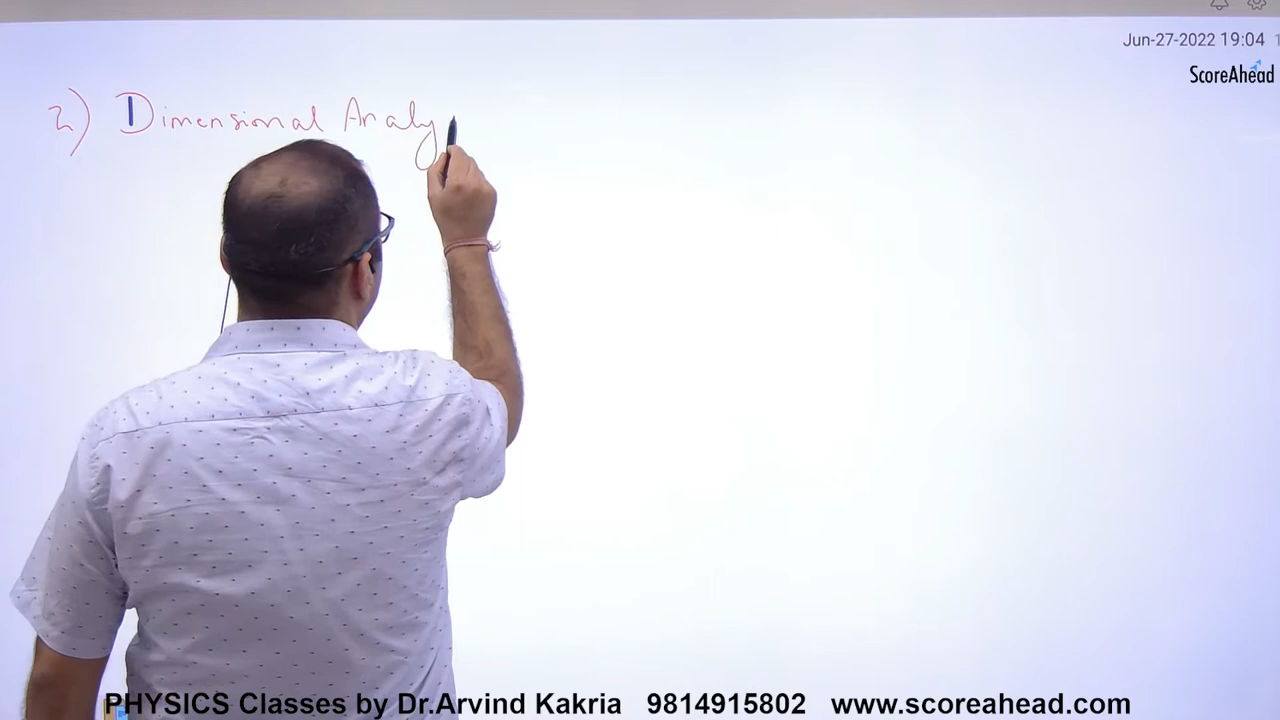 Jun-27-2022 19:04
ScoreAhead
2) Dimensional Analy
PHYSICS Classes by Dr.Arvind Kakria 9814915802 www.scoreahead.com